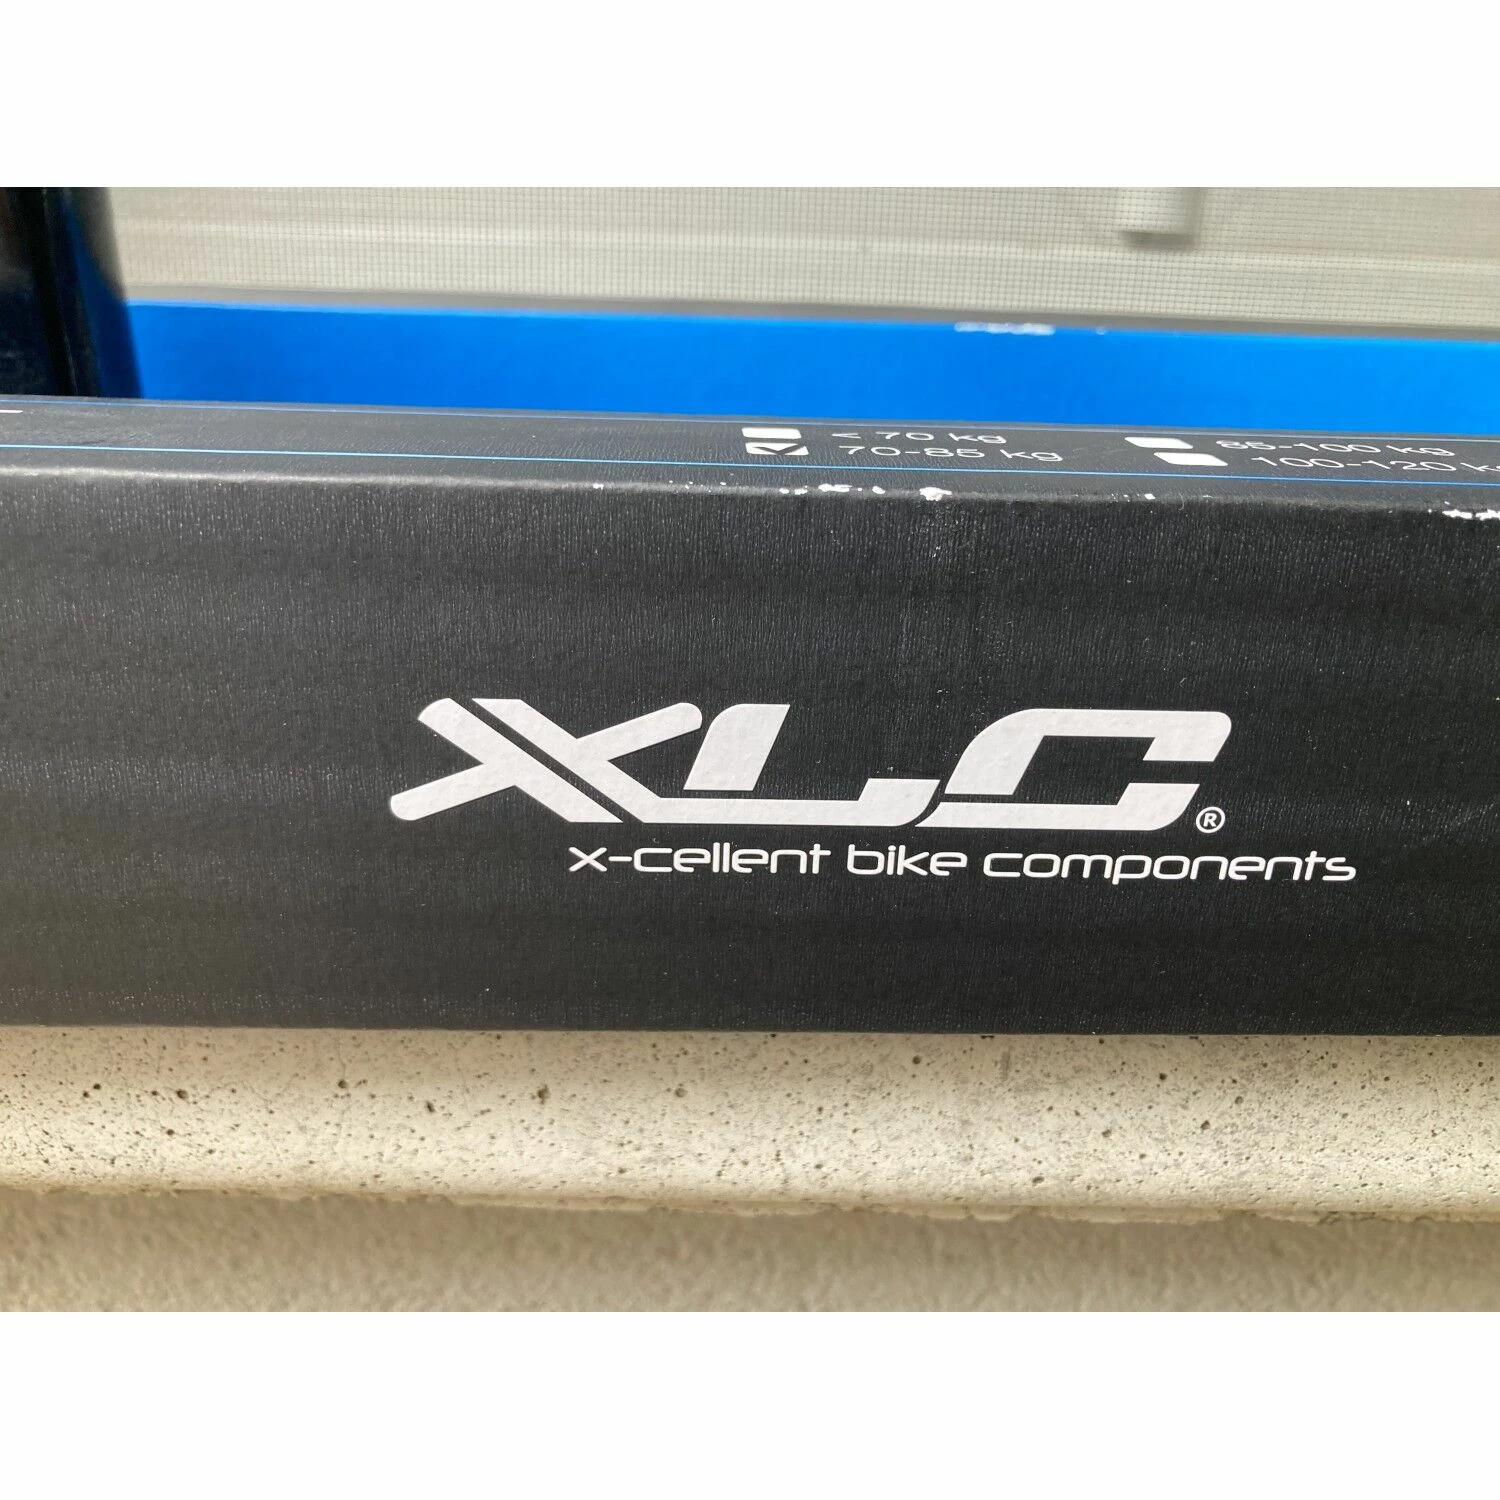 < 70 kg
70-85 kg
85-100 kg
100-120 kg
XLC®
x-cellent bike components